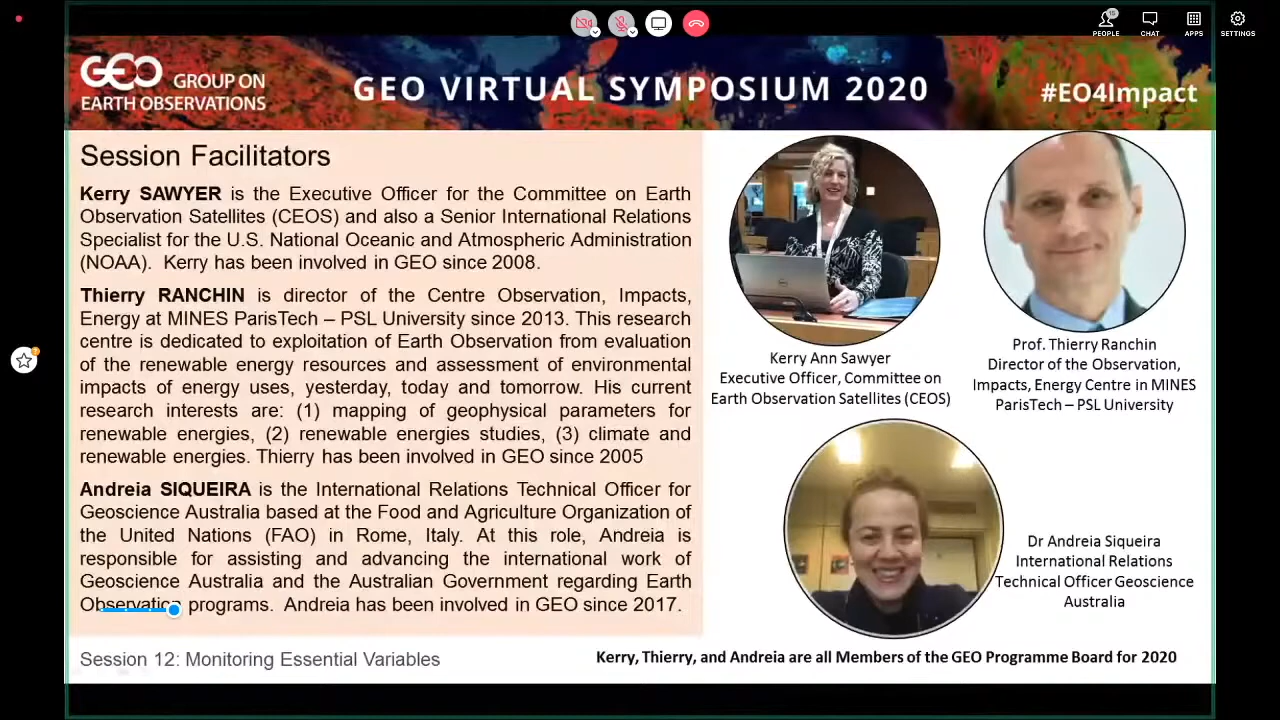 15
PEOPLE
CHAT
APPS
SETTINGS
GEO GROUP ON
EARTH OBSERVATIONS
GEO VIRTUAL SYMPOSIUM 2020
#EO4Impact
Session Facilitators
Kerry SAWYER is the Executive Officer for the Committee on Earth
Observation Satellites (CEOS) and also a Senior International Relations
Specialist for the U.S. National Oceanic and Atmospheric Administration
(NOAA). Kerry has been involved in GEO since 2008.
Thierry RANCHIN is director of the Centre Observation, Impacts,
Energy at MINES ParisTech – PSL University since 2013. This research
centre is dedicated to exploitation of Earth Observation from evaluation
of the renewable energy resources and assessment of environmental
impacts of energy uses, yesterday, today and tomorrow. His current
research interests are: (1) mapping of geophysical parameters for
renewable energies, (2) renewable energies studies, (3) climate and
renewable energies. Thierry has been involved in GEO since 2005
Andreia SIQUEIRA is the International Relations Technical Officer for
Geoscience Australia based at the Food and Agriculture Organization of
the United Nations (FAO) in Rome, Italy. At this role, Andreia is
responsible for assisting and advancing the international work of
Geoscience Australia and the Australian Government regarding Earth
Observation programs. Andreia has been involved in GEO since 2017.
Kerry Ann Sawyer
Executive Officer, Committee on
Earth Observation Satellites (CEOS)
Prof. Thierry Ranchin
Director of the Observation,
Impacts, Energy Centre in MINES
ParisTech – PSL University
Dr Andreia Siqueira
International Relations
Technical Officer Geoscience
Australia
Session 12: Monitoring Essential Variables
Kerry, Thierry, and Andreia are all Members of the GEO Programme Board for 2020